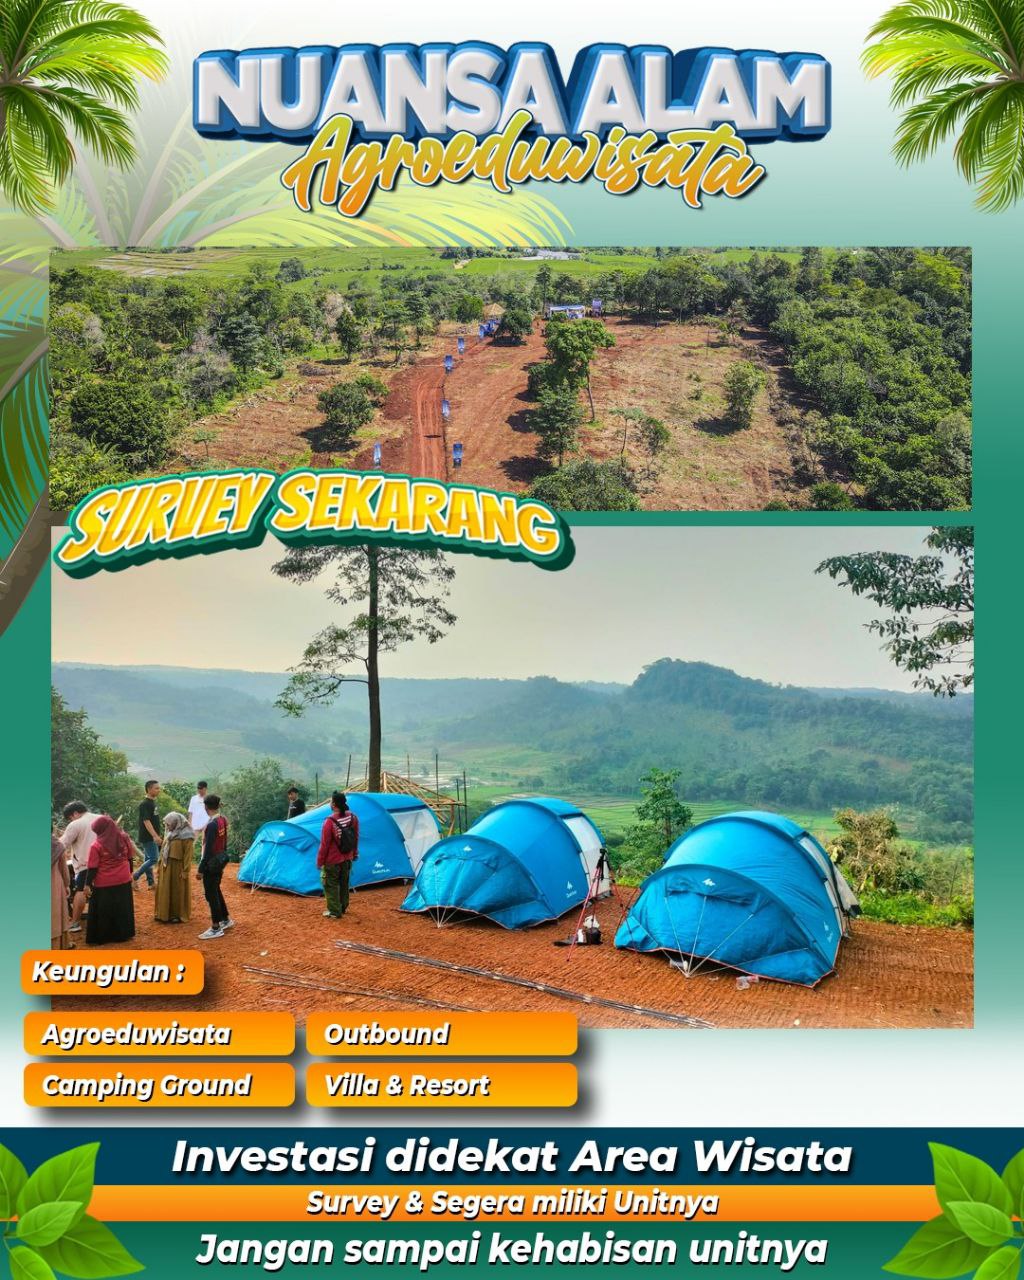 NUANSA ALAM
Agroeduwisata
SURVEY SEKARANG
Keungulan :
Agroeduwisata
Outbound
Camping Ground
Villa & Resort
Investasi didekat Area Wisata
Survey & Segera miliki Unitnya
Jangan sampai kehabisan unitnya